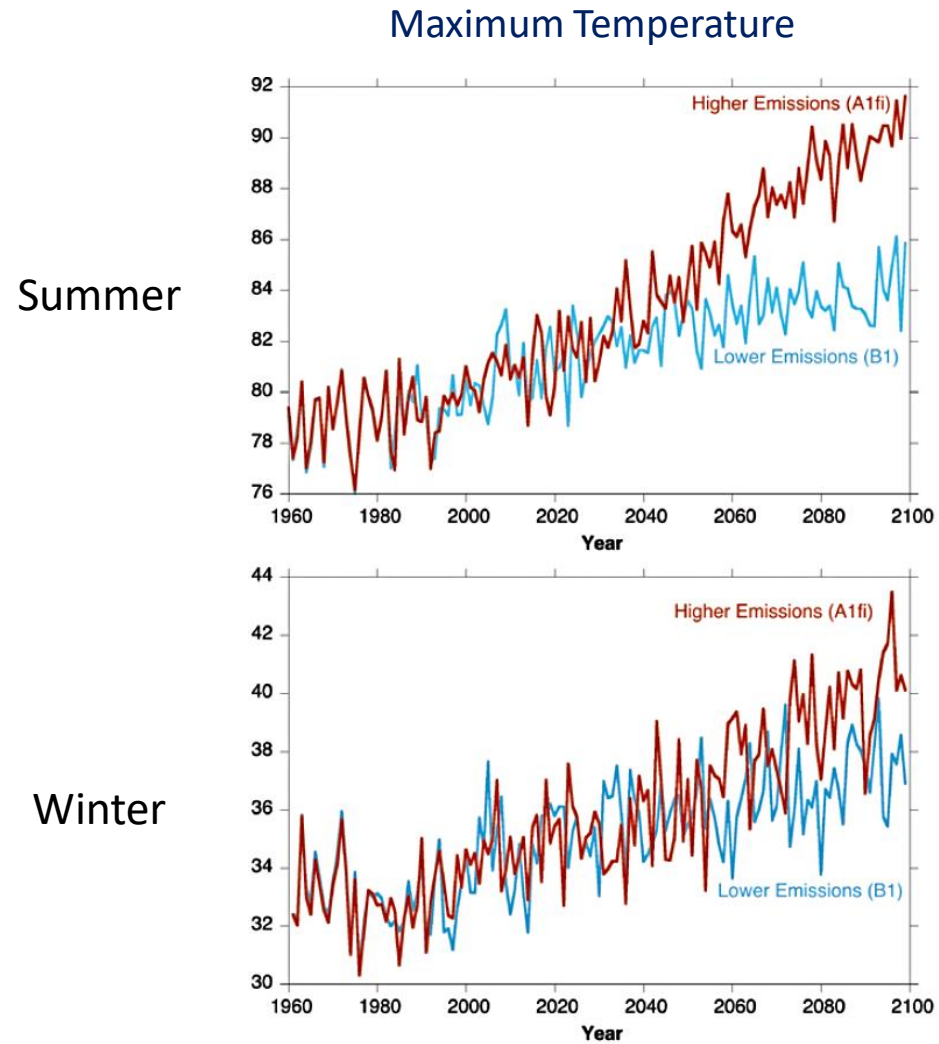 Maximum Temperature
Summer
92
90
88
86
84
82
80
78
76
Higher Emissions (A1fi)
Lower Emissions (B1)
1960 1980 2000 2020 2040 2060 2080 2100
Year
Winter
44
42
40
38
36
34
32
30
Higher Emissions (A1fi)
Lower Emissions (B1)
1960 1980 2000 2020 2040 2060 2080 2100
Year